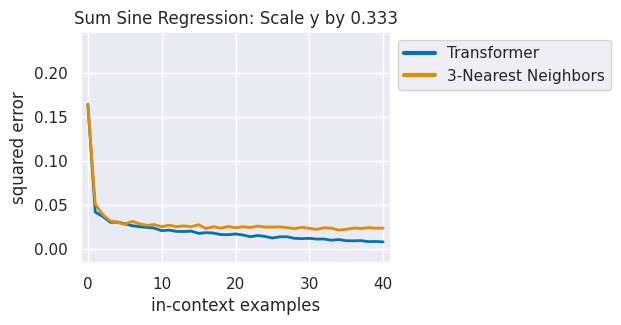 Sum Sine Regression: Scale y by 0.333
Transformer
3-Nearest Neighbors
squared error
0.20
0.15
0.10
0.05
0.00
0
10
20
30
40
in-context examples